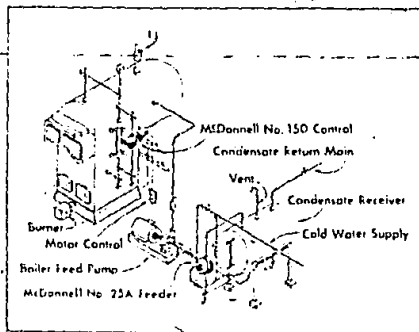 McDonnell No. 150 Control
Condensate Return Main
Vent
Condensate Receiver
Cold Water Supply
Burner
Motor Control
Boiler Feed Pump
McDonnell No. 25A Feeder